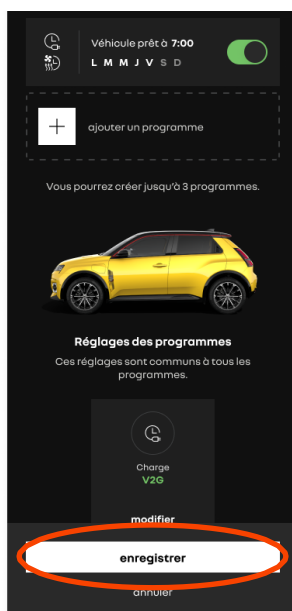 Véhicule prêt à 7:00
L M M J V S D
ajouter un programme
Vous pourrez créer jusqu'à 3 programmes.
Réglages des programmes
Ces réglages sont communs à tous les
programmes.
Charge
V2G
modifier
enregistrer
annuler